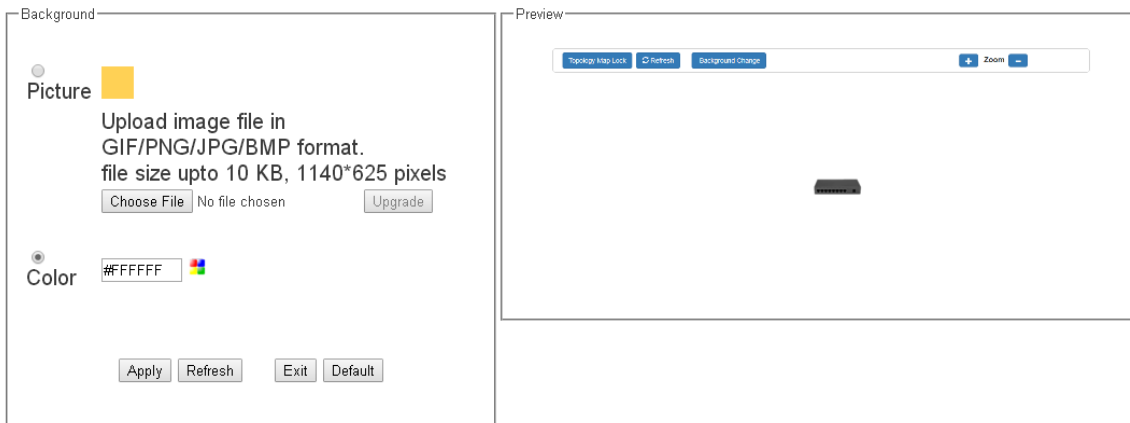 Background
Picture
Upload image file in
GIF/PNG/JPG/BMP format.
file size upto 10 KB, 1140*625 pixels
Choose File No file chosen Upgrade
Color #FFFFFF
Apply Refresh Exit Default
Preview
Topology Map Lock Refresh Background Change + Zoom −